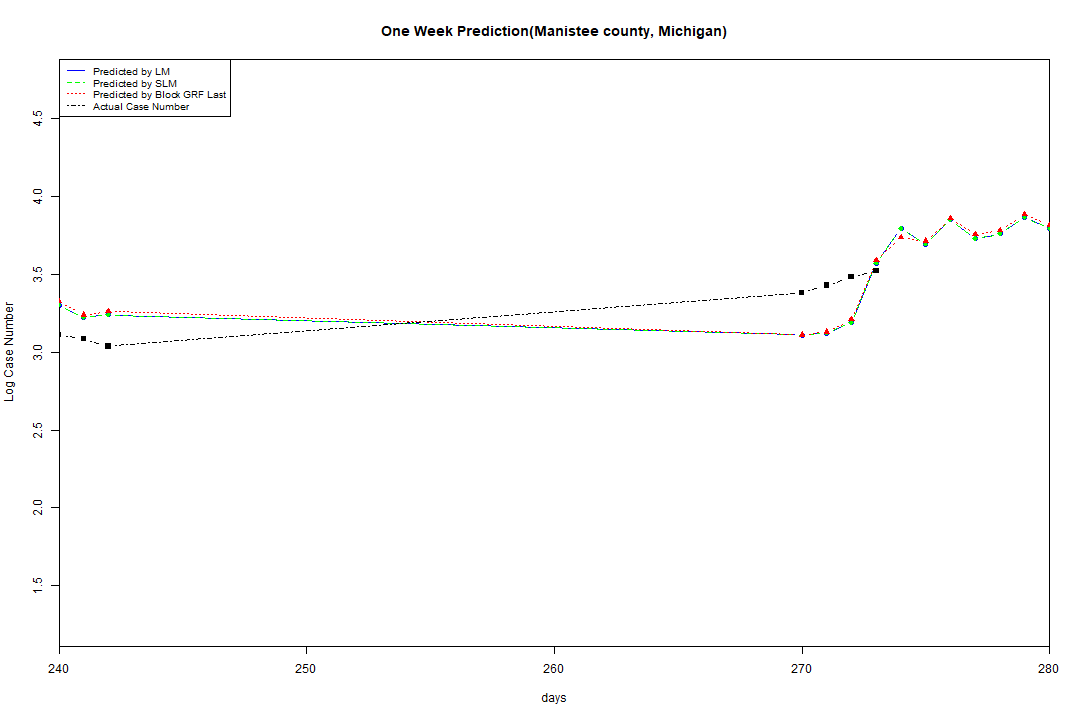 One Week Prediction(Manistee county, Michigan)
Predicted by LM
Predicted by SLM
Predicted by Block GRF Last
Actual Case Number
4.5
4.0
3.5
3.0
2.5
2.0
1.5
Log Case Number
240 250 260 270 280
days